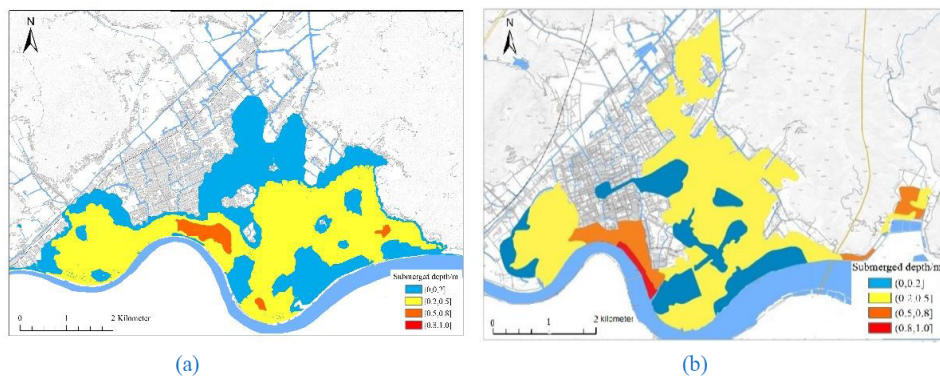 N
Submerged depth/m
(0,0.2]
(0.2,0.5]
(0.5,0.8]
(0.8,1.0]
0 1 2 Kilometer
(a)
N
Submerged depth/m
(0,0.2]
(0.2,0.5]
(0.5,0.8]
(0.8,1.0]
0 1 2 kilometer
(b)